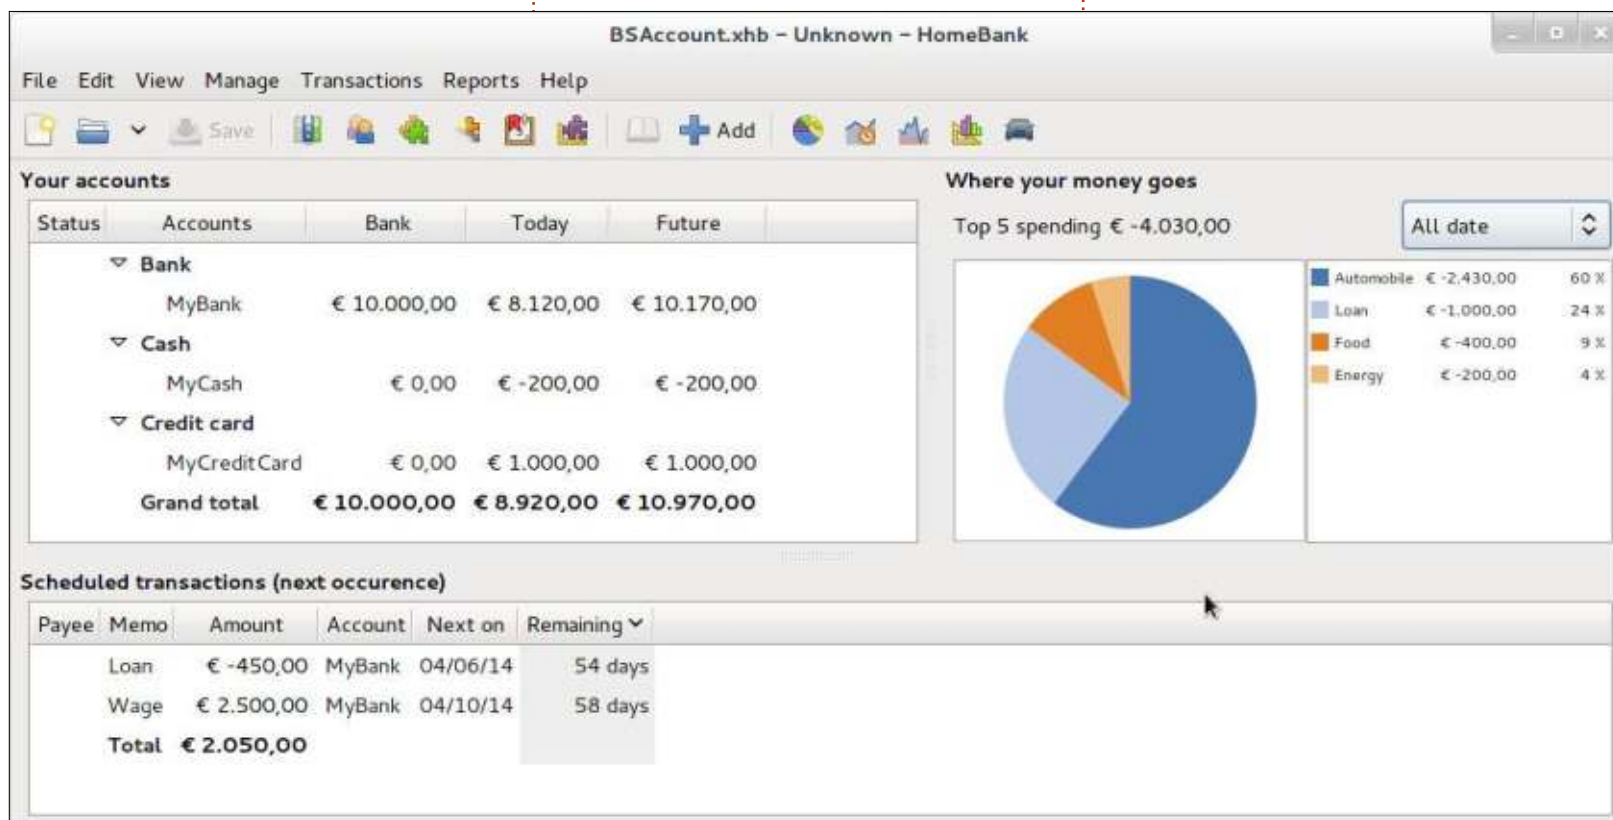 BSAccount.xhb – Unknown – HomeBank
File Edit View Manage Transactions Reports Help
Save Add
Your accounts
Status Accounts Bank Today Future
Bank
MyBank € 10.000,00 € 8.120,00 € 10.170,00
Cash
MyCash € 0,00 € -200,00 € -200,00
Credit card
MyCreditCard € 0,00 € 1.000,00 € 1.000,00
Grand total € 10.000,00 € 8.920,00 € 10.970,00
Where your money goes
Top 5 spending € -4.030,00 All date
Automobile € -2.430,00 60 %
Loan € -1.000,00 24 %
Food € -400,00 9 %
Energy € -200,00 4 %
Scheduled transactions (next occurence)
Payee Memo Amount Account Next on Remaining
Loan € -450,00 MyBank 04/06/14 54 days
Wage € 2.500,00 MyBank 04/10/14 58 days
Total € 2.050,00